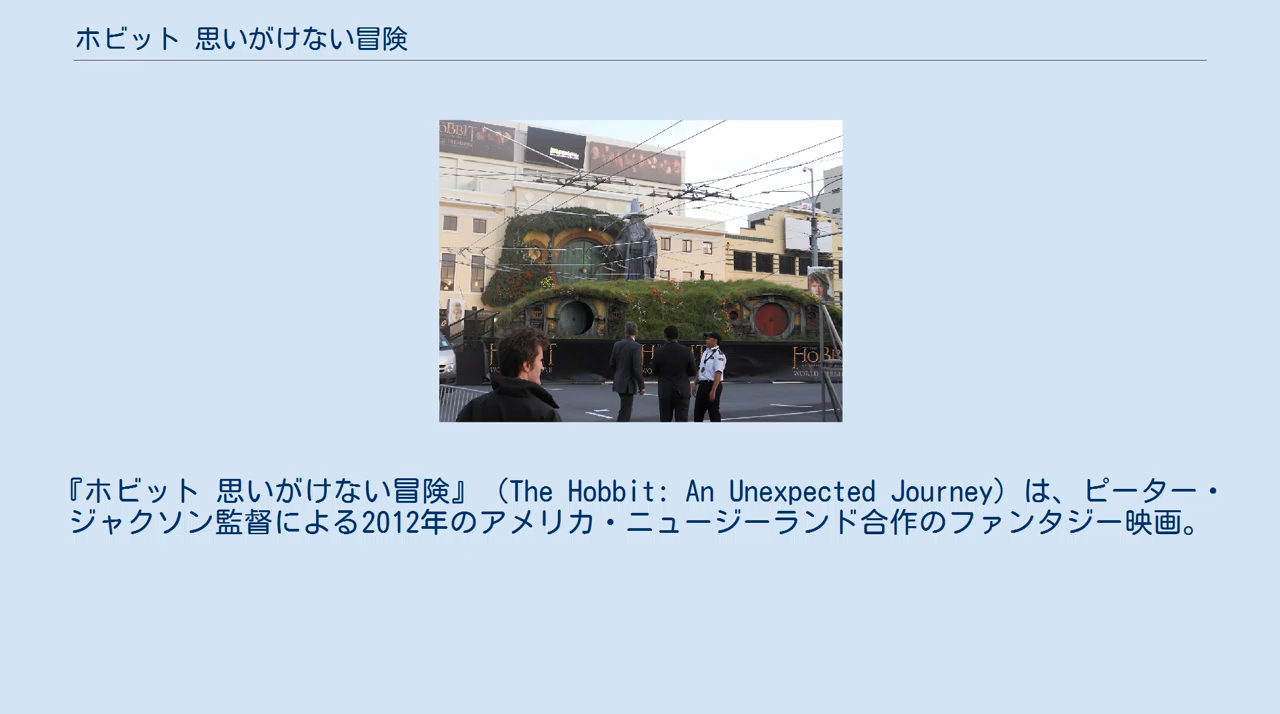 ホビット 思いがけない冒険
HOBBIT
『ホビット 思いがけない冒険』（The Hobbit: An Unexpected Journey）は、ピーター・
ジャクソン監督による2012年のアメリカ・ニュージーランド合作のファンタジー映画。